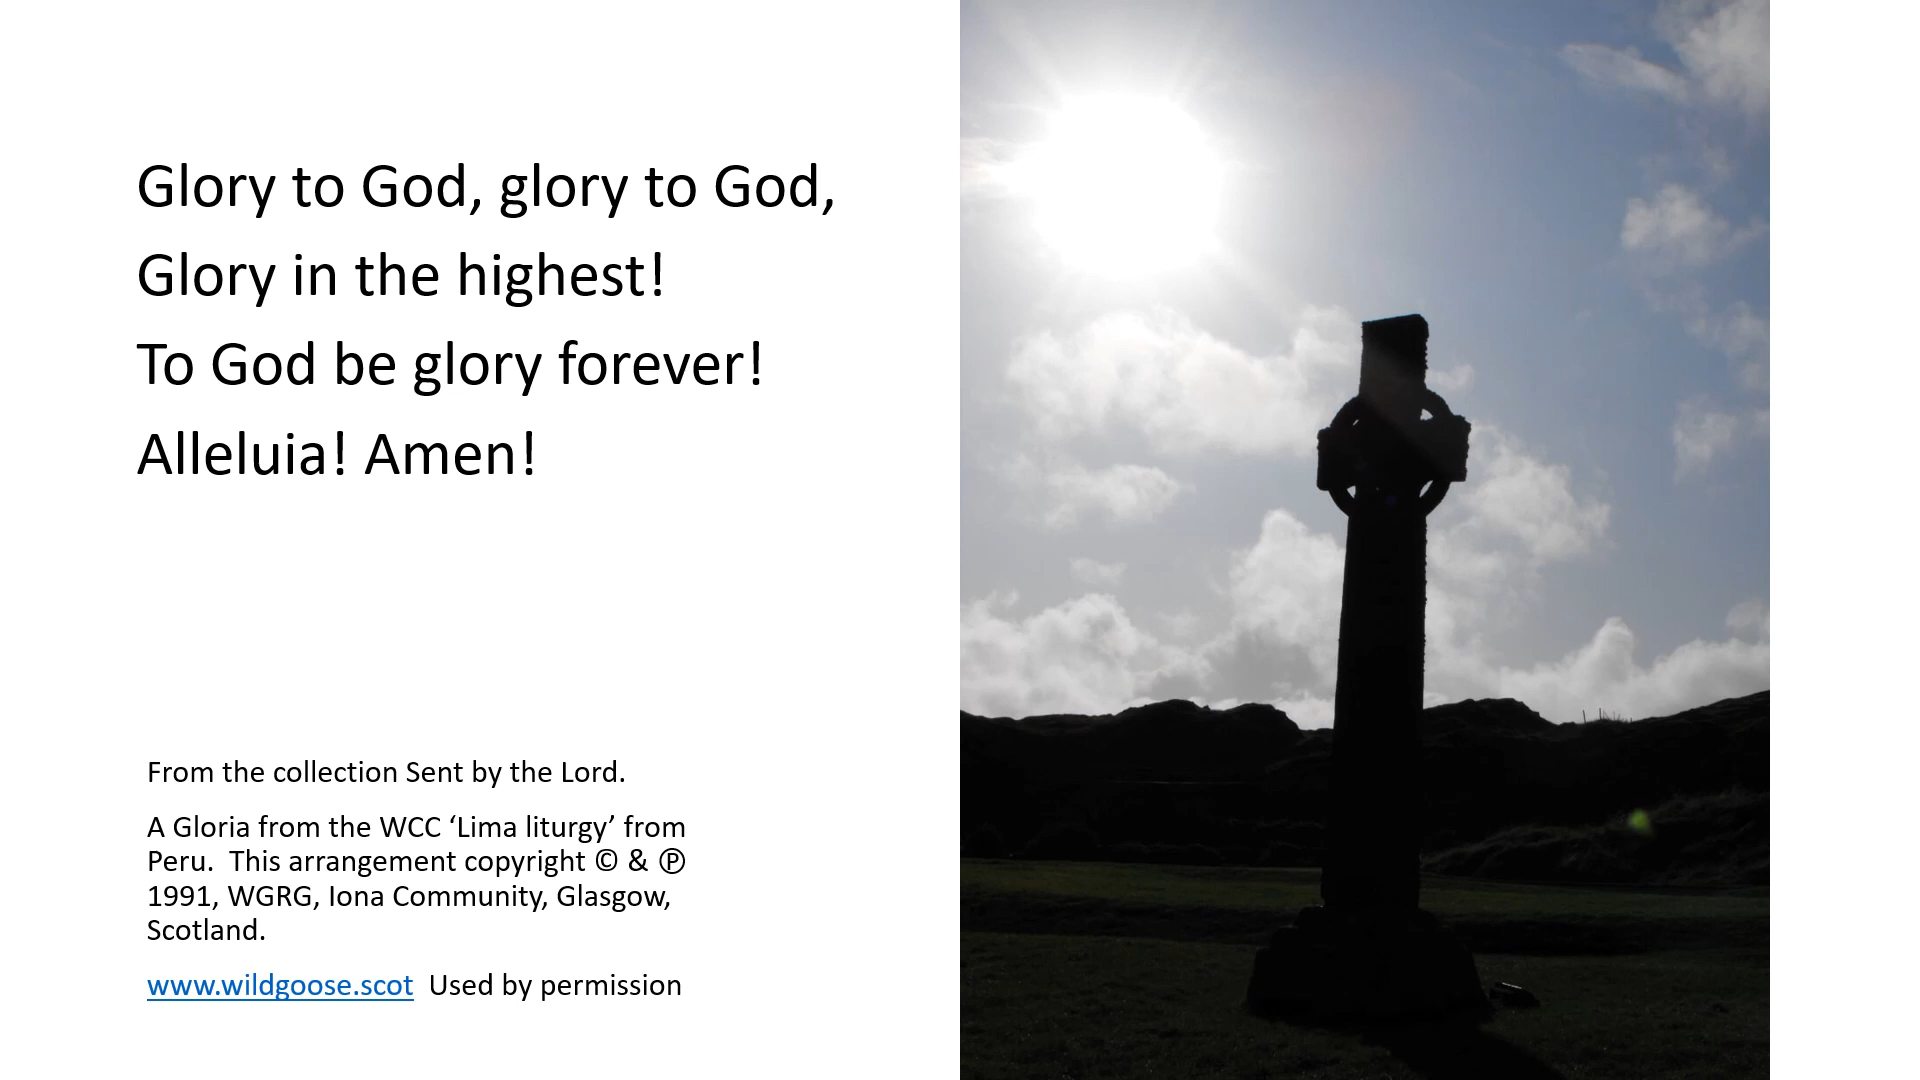 Glory to God, glory to God,
Glory in the highest!
To God be glory forever!
Alleluia! Amen!
From the collection Sent by the Lord.
A Gloria from the WCC ‘Lima liturgy’ from
Peru.  This arrangement copyright © & ℗
1991, WGRG, Iona Community, Glasgow,
Scotland.
www.wildgoose.scot  Used by permission